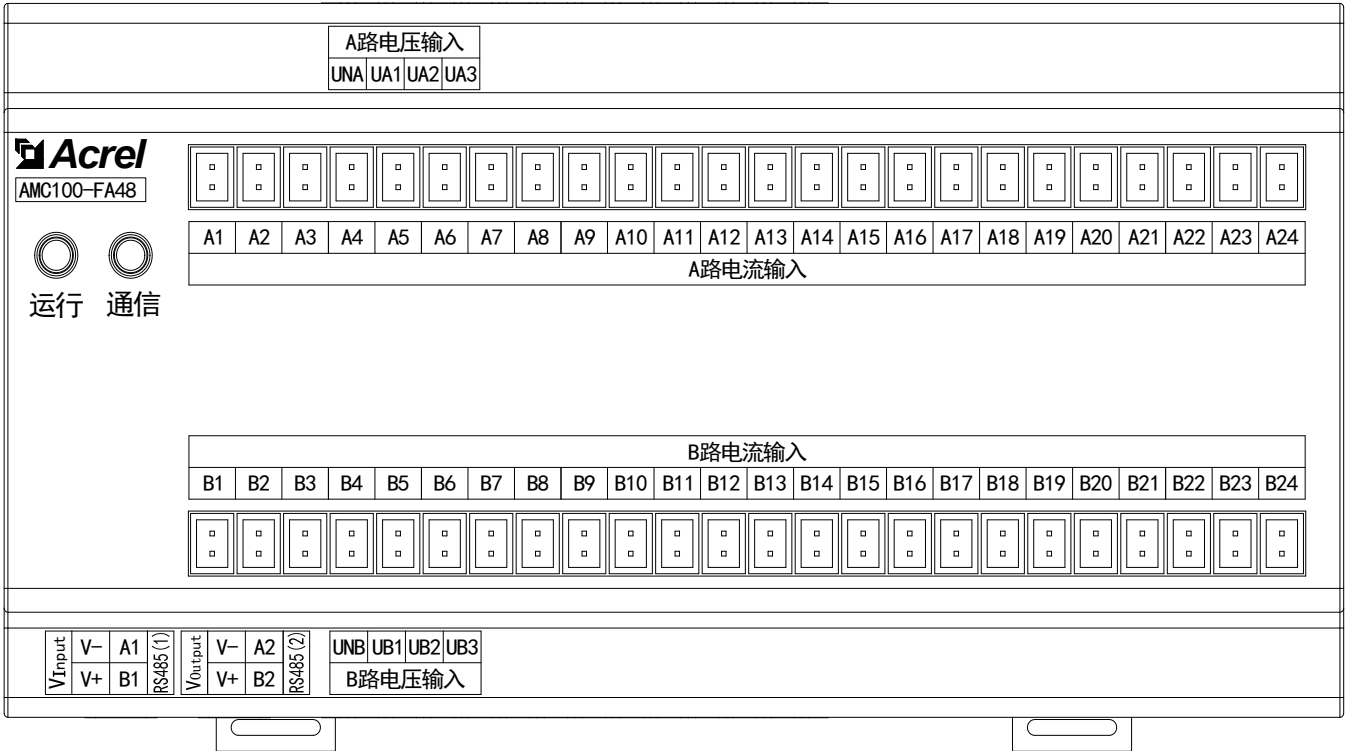 A路电压输入
UNA UA1 UA2 UA3
Acrel
AMC100-FA48
A1 A2 A3 A4 A5 A6 A7 A8 A9 A10 A11 A12 A13 A14 A15 A16 A17 A18 A19 A20 A21 A22 A23 A24
A路电流输入
运行 通信
B路电流输入
B1 B2 B3 B4 B5 B6 B7 B8 B9 B10 B11 B12 B13 B14 B15 B16 B17 B18 B19 B20 B21 B22 B23 B24
VInput
V- A1
V+ B1
RS485(1)
VOutput
V- A2
V+ B2
RS485(2)
UNB UB1 UB2 UB3
B路电压输入